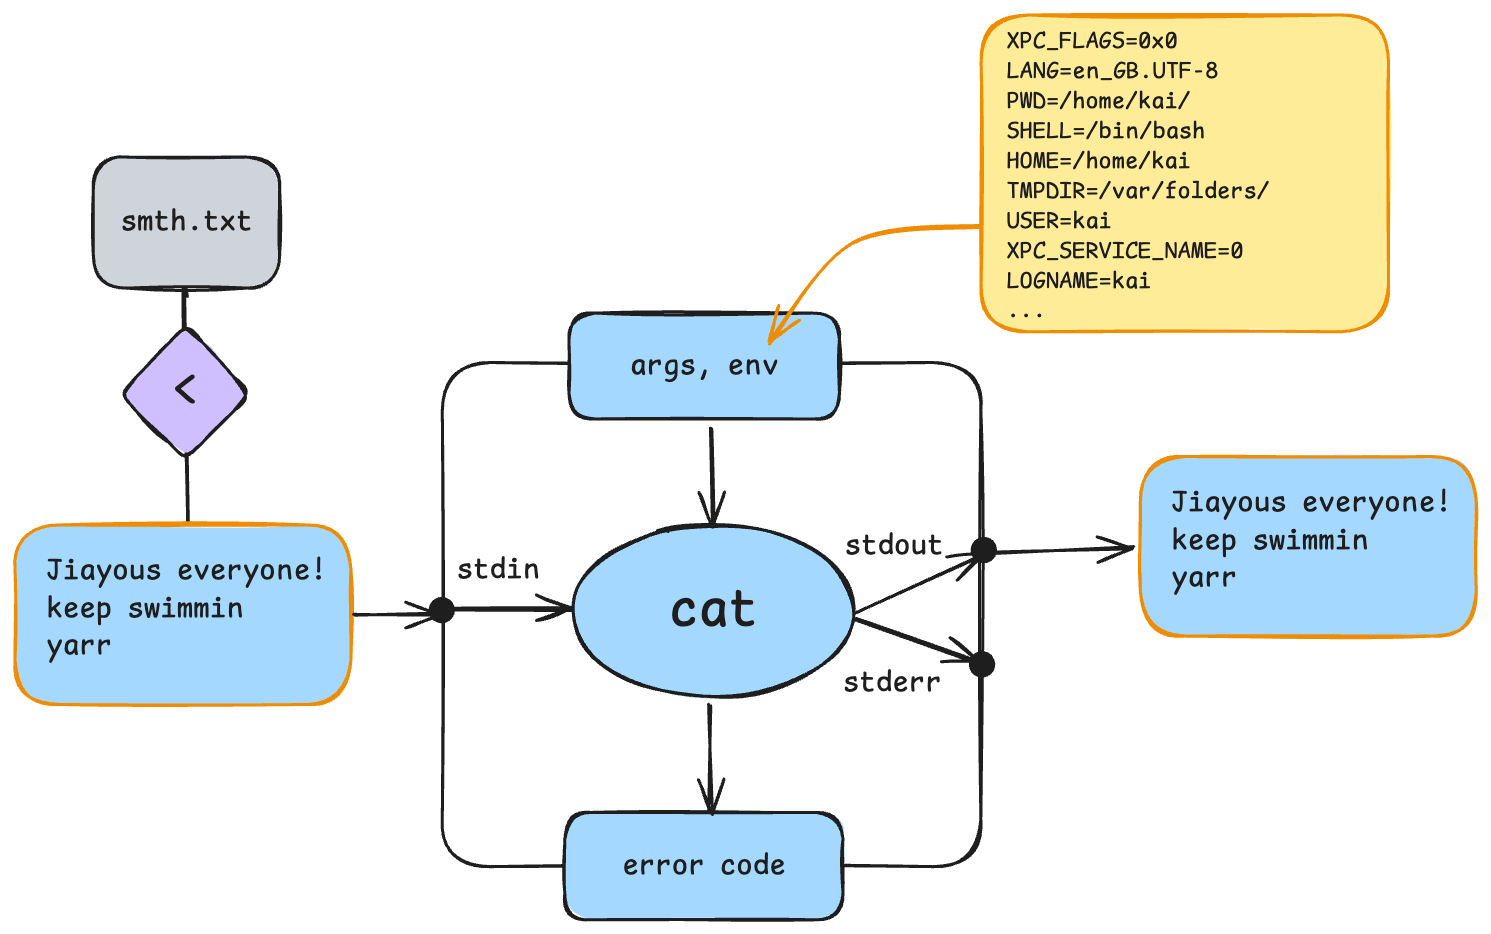 XPC_FLAGS=0x0
LANG=en_GB.UTF-8
PWD=/home/kai/
SHELL=/bin/bash
HOME=/home/kai
TMPDIR=/var/folders/
USER=kai
XPC_SERVICE_NAME=0
LOGNAME=kai
...
smth.txt
<
args, env
Jiayous everyone!
keep swimmin
yarr
stdin
cat
stdout
stderr
Jiayous everyone!
keep swimmin
yarr
error code